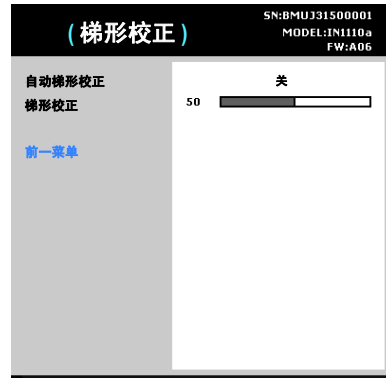 (梯形校正)
SN:BMUJ31500001
MODEL:IN1110a
FW:A06
自动梯形校正 关
梯形校正 50
前一菜单